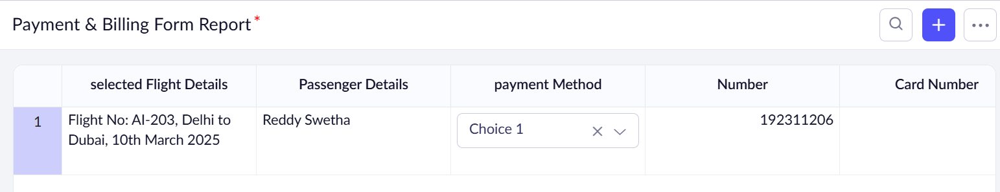 Payment & Billing Form Report *
selected Flight Details
Passenger Details
payment Method
Number
Card Number
1
Flight No: AI-203, Delhi to
Dubai, 10th March 2025
Reddy Swetha
Choice 1
192311206